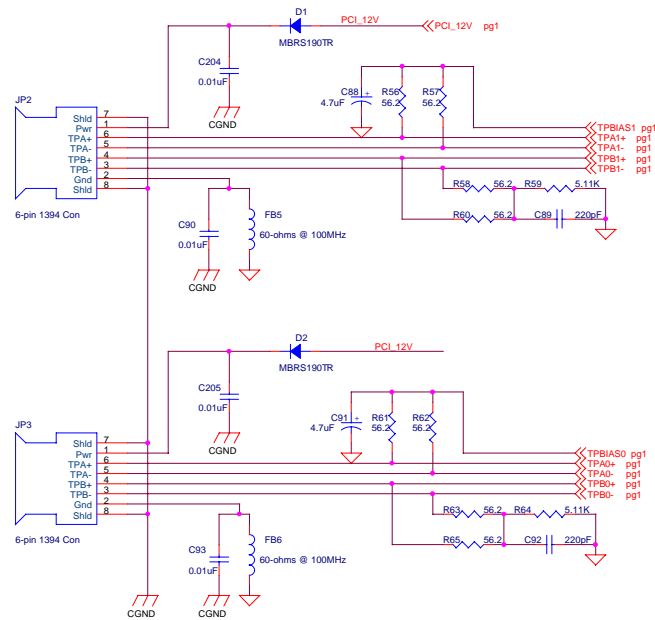 D1
MBRS190TR
PCI_12V
PCI_12V pg1
C204
0.01uF
CGND
C88
4.7uF
+
R56
56.2
R57
56.2
JP2
Shld 7
Pwr 1
TPA+ 6
TPA- 5
TPB+ 4
TPB- 3
Gnd 2
Shld 8
6-pin 1394 Con
TPBIAS1 pg1
TPA1+ pg1
TPA1- pg1
TPB1+ pg1
TPB1- pg1
R58 56.2
R59 5.11K
R60 56.2
C89 220pF
C90
0.01uF
CGND
FB5
60-ohms @ 100MHz
D2
MBRS190TR
PCI_12V
C205
0.01uF
CGND
C91
4.7uF
+
R61
56.2
R62
56.2
JP3
Shld 7
Pwr 1
TPA+ 6
TPA- 5
TPB+ 4
TPB- 3
Gnd 2
Shld 8
6-pin 1394 Con
TPBIAS0 pg1
TPA0+ pg1
TPA0- pg1
TPB0+ pg1
TPB0- pg1
R63 56.2
R64 5.11K
R65 56.2
C92 220pF
C93
0.01uF
FB6
60-ohms @ 100MHz
CGND
CGND